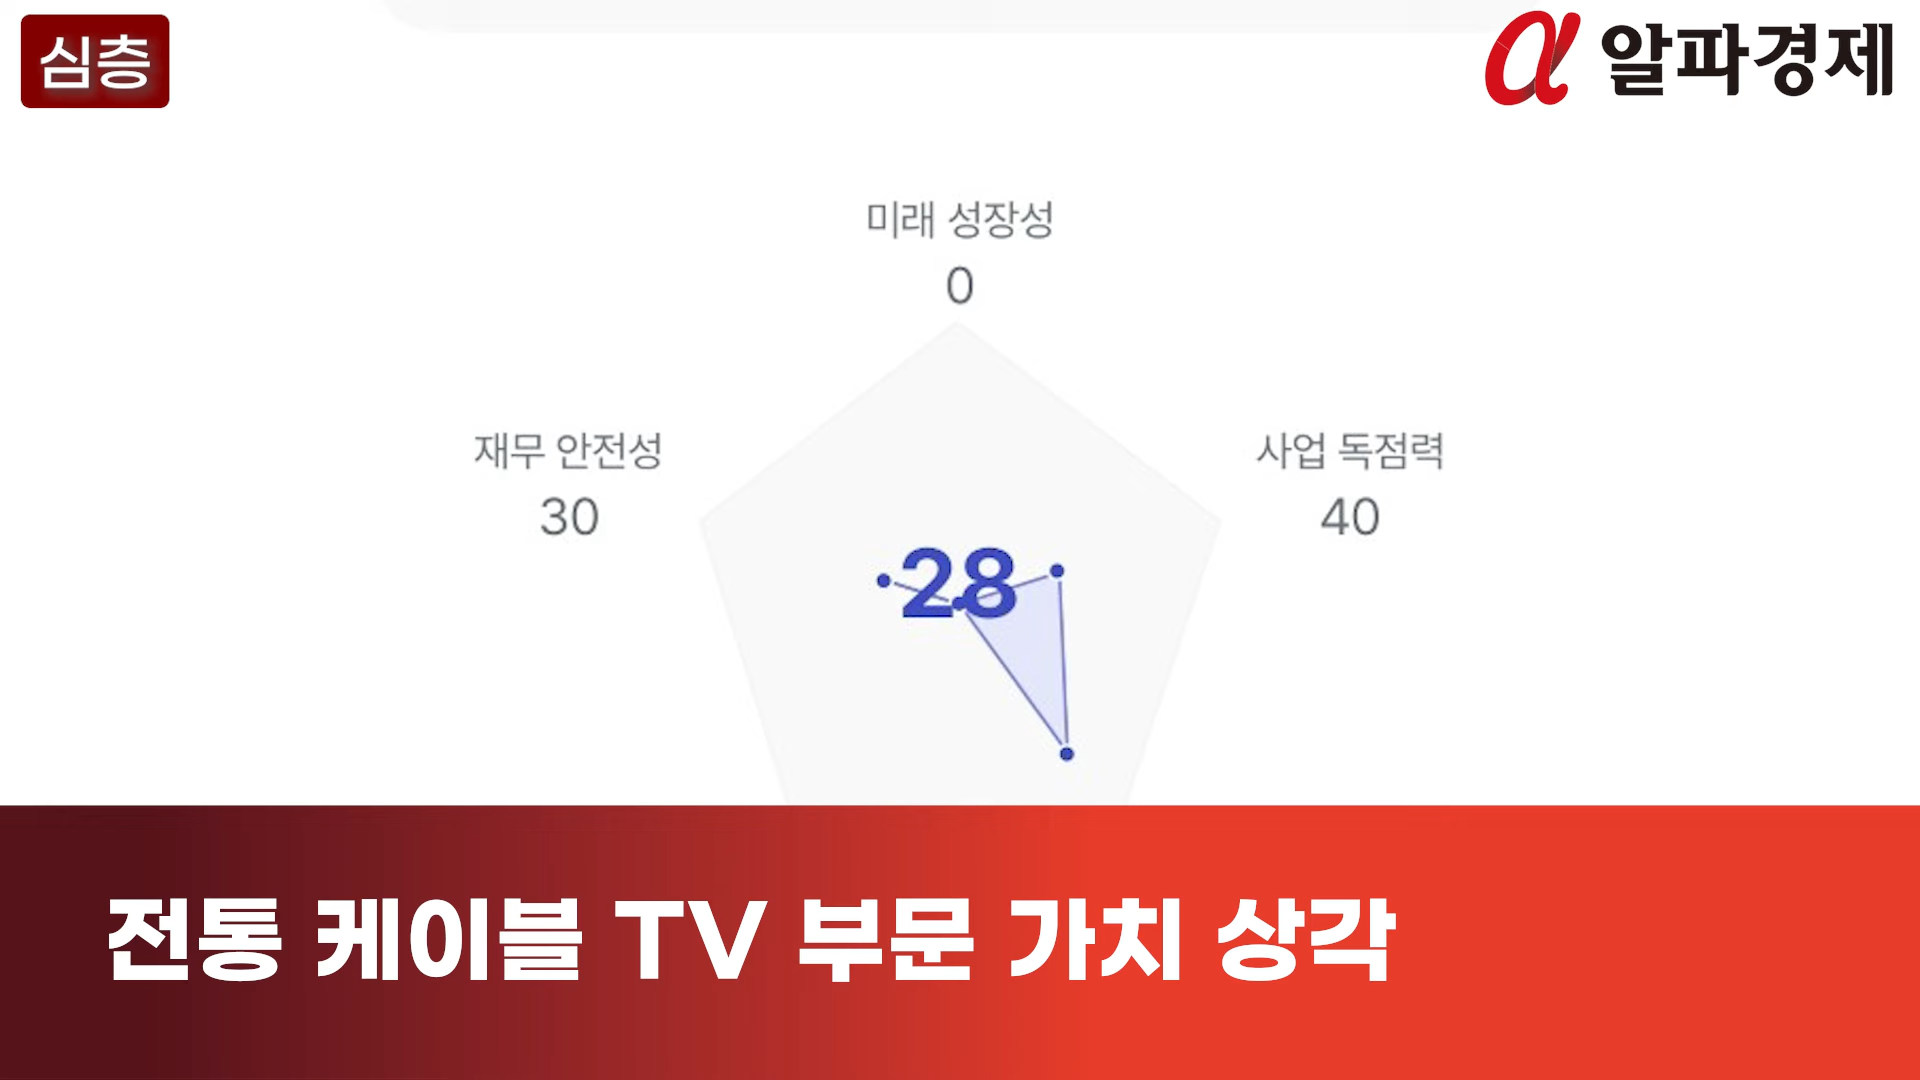 심층
α 알파경제
미래 성장성
0
재무 안전성
30
사업 독점력
40
28
전통 케이블 TV 부문 가치 상각